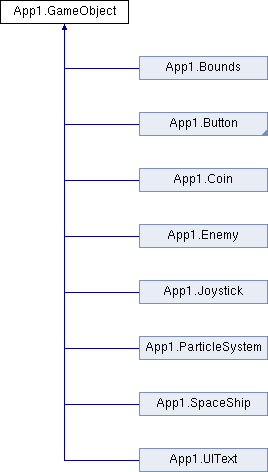 App1.GameObject
App1.Bounds
App1.Button
App1.Coin
App1.Enemy
App1.Joystick
App1.ParticleSystem
App1.SpaceShip
App1.UIText